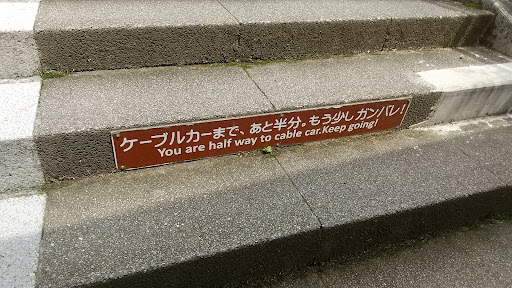 ケーブルカーまで、あと半分。もう少しガンバレ！
You are half way to cable car.Keep going!